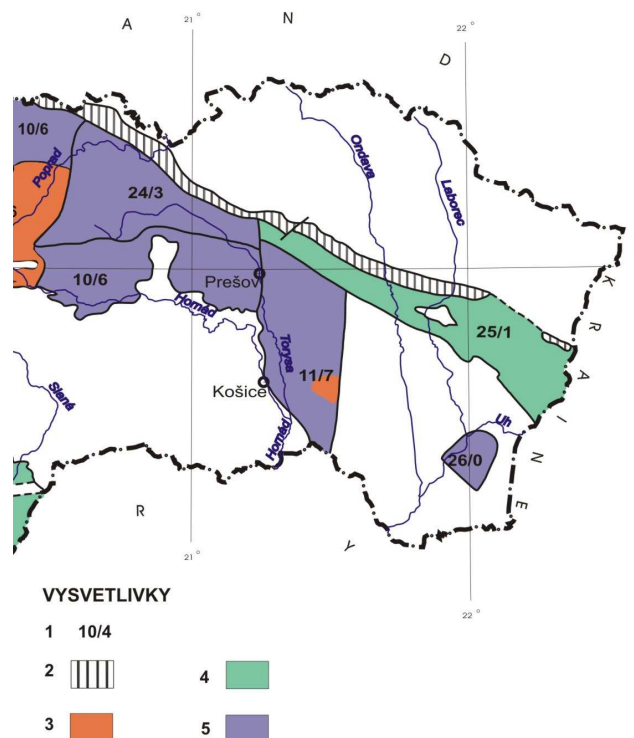 21°
22°
A
N
D
10/6
Poprad
24/3
Ondava
Laborec
10/6
Prešov
Hornád
Torysa
K
R
A
I
N
E
25/1
11/7
Slaná
Košice
Hornád
Uh
26/0
R
Y
21°
22°
VYSVETLIVKY
1 10/4
2
4
3
5